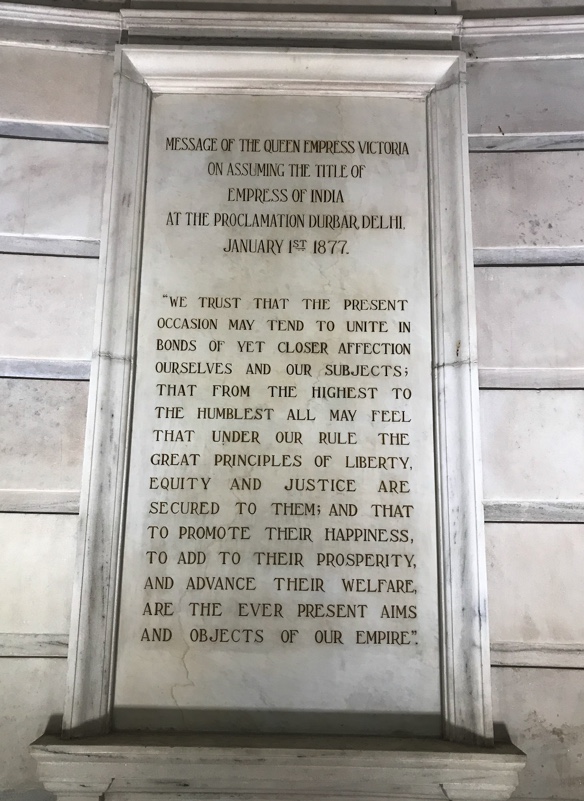 MESSAGE OF THE QUEEN EMPRESS VICTORIA
ON ASSUMING THE TITLE OF
EMPRESS OF INDIA
AT THE PROCLAMATION DURBAR, DELHI.
JANUARY 1ST 1877.
"WE TRUST THAT THE PRESENT
OCCASION MAY TEND TO UNITE IN
BONDS OF YET CLOSER AFFECTION
OURSELVES AND OUR SUBJECTS;
THAT FROM THE HIGHEST TO
THE HUMBLEST ALL MAY FEEL
THAT UNDER OUR RULE THE
GREAT PRINCIPLES OF LIBERTY,
EQUITY AND JUSTICE ARE
SECURED TO THEM; AND THAT
TO PROMOTE THEIR HAPPINESS,
TO ADD TO THEIR PROSPERITY,
AND ADVANCE THEIR WELFARE,
ARE THE EVER PRESENT AIMS
AND OBJECTS OF OUR EMPIRE".